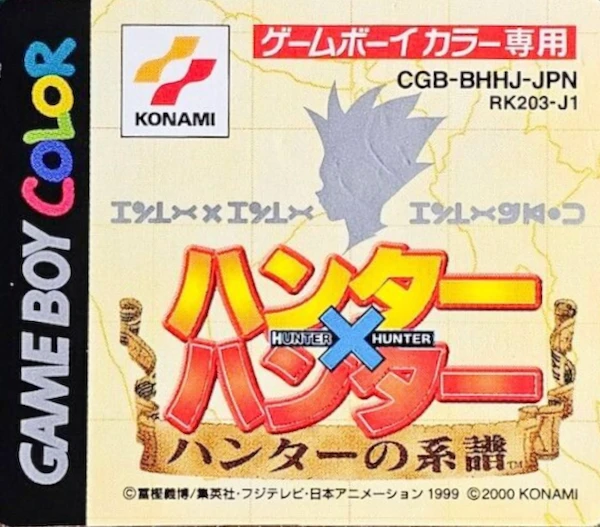 GAME BOY COLOR
KONAMI
ゲームボーイカラー専用
CGB-BHHJ-JPN
RK203-J1
ハンター
HUNTER × HUNTER
ハンター
ハンターの系譜™
©冨樫義博/集英社・フジテレビ・日本アニメーション 1999 ©2000 KONAMI